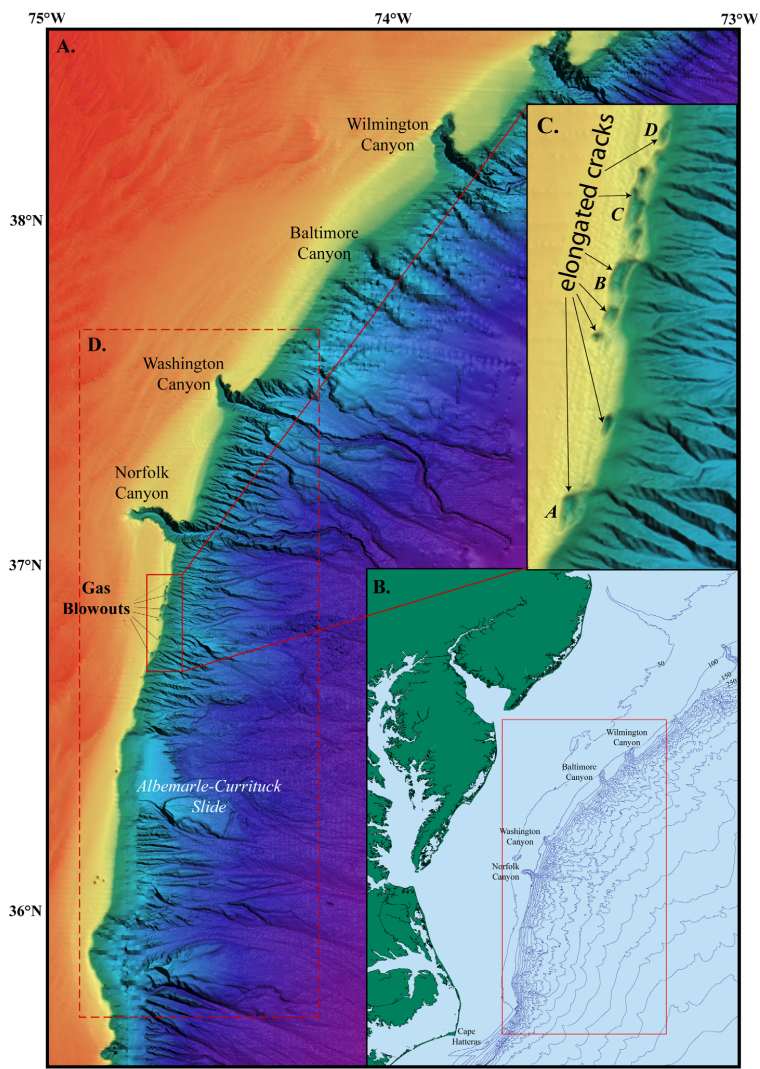 75°W
74°W
73°W
A.
Wilmington
Canyon
38°N
Baltimore
Canyon
D.
Washington
Canyon
Norfolk
Canyon
37°N
Gas
Blowouts
Albemarle-Currituck
Slide
36°N
C.
elongated cracks
D
C
B
A
B.
50
100
150
250
Wilmington
Canyon
Baltimore
Canyon
Washington
Canyon
Norfolk
Canyon
Cape
Hatteras